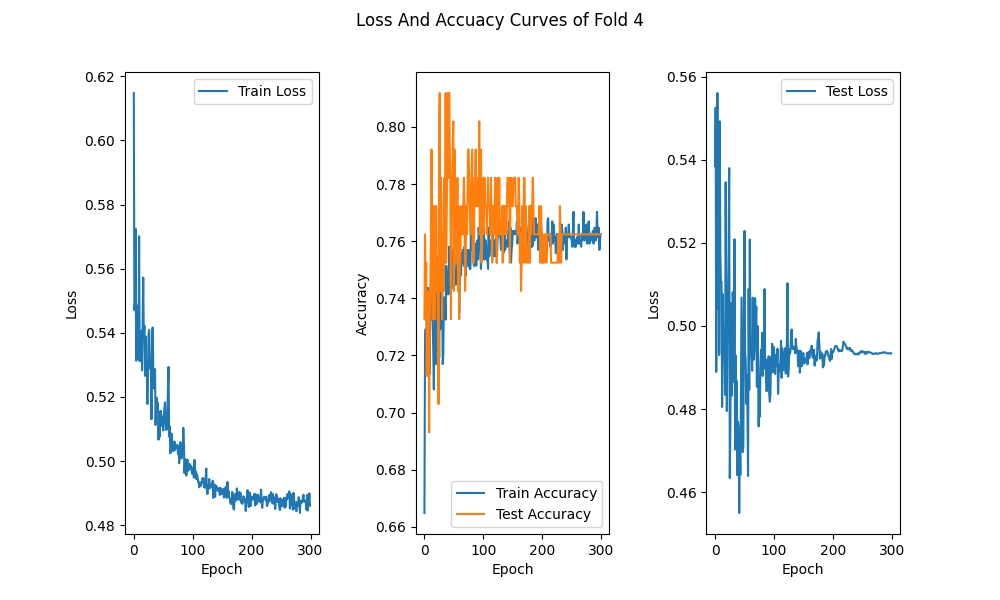 Loss And Accuacy Curves of Fold 4
0.62
0.60
0.58
0.56
0.54
0.52
0.50
0.48
Loss
Train Loss
0 100 200 300
Epoch
0.80
0.78
0.76
0.74
0.72
0.70
0.68
0.66
Accuracy
Train Accuracy
Test Accuracy
0 100 200 300
Epoch
0.56
0.54
0.52
0.50
0.48
0.46
Loss
Test Loss
0 100 200 300
Epoch